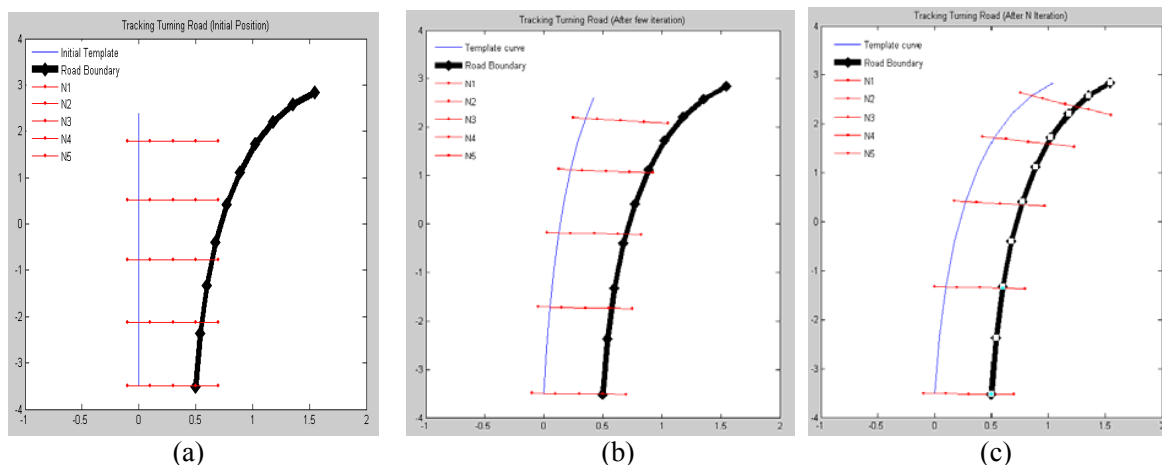 Tracking Turning Road (Initial Position)
4
3
2
1
0
-1
-2
-3
-4
-1
-0.5
0
0.5
1
1.5
2
Initial Template
Road Boundary
N1
N2
N3
N4
N5
(a)
Tracking Turning Road (After few iteration)
4
3
2
1
0
-1
-2
-3
-4
-1
-0.5
0
0.5
1
1.5
2
Template curve
Road Boundary
N1
N2
N3
N4
N5
(b)
Tracking Turning Road (After N Iteration)
4
3
2
1
0
-1
-2
-3
-4
-1
-0.5
0
0.5
1
1.5
2
Template curve
Road Boundary
N1
N2
N3
N4
N5
(c)